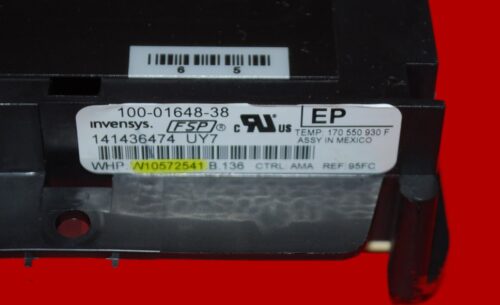 6 5
100-01648-38
EP
invensys. FSP® c UL® US
TEMP: 170 550 930 F
141436474 UY7
ASSY IN MEXICO
WHP W10572541 B.136 CTRL AMA REF 95FC